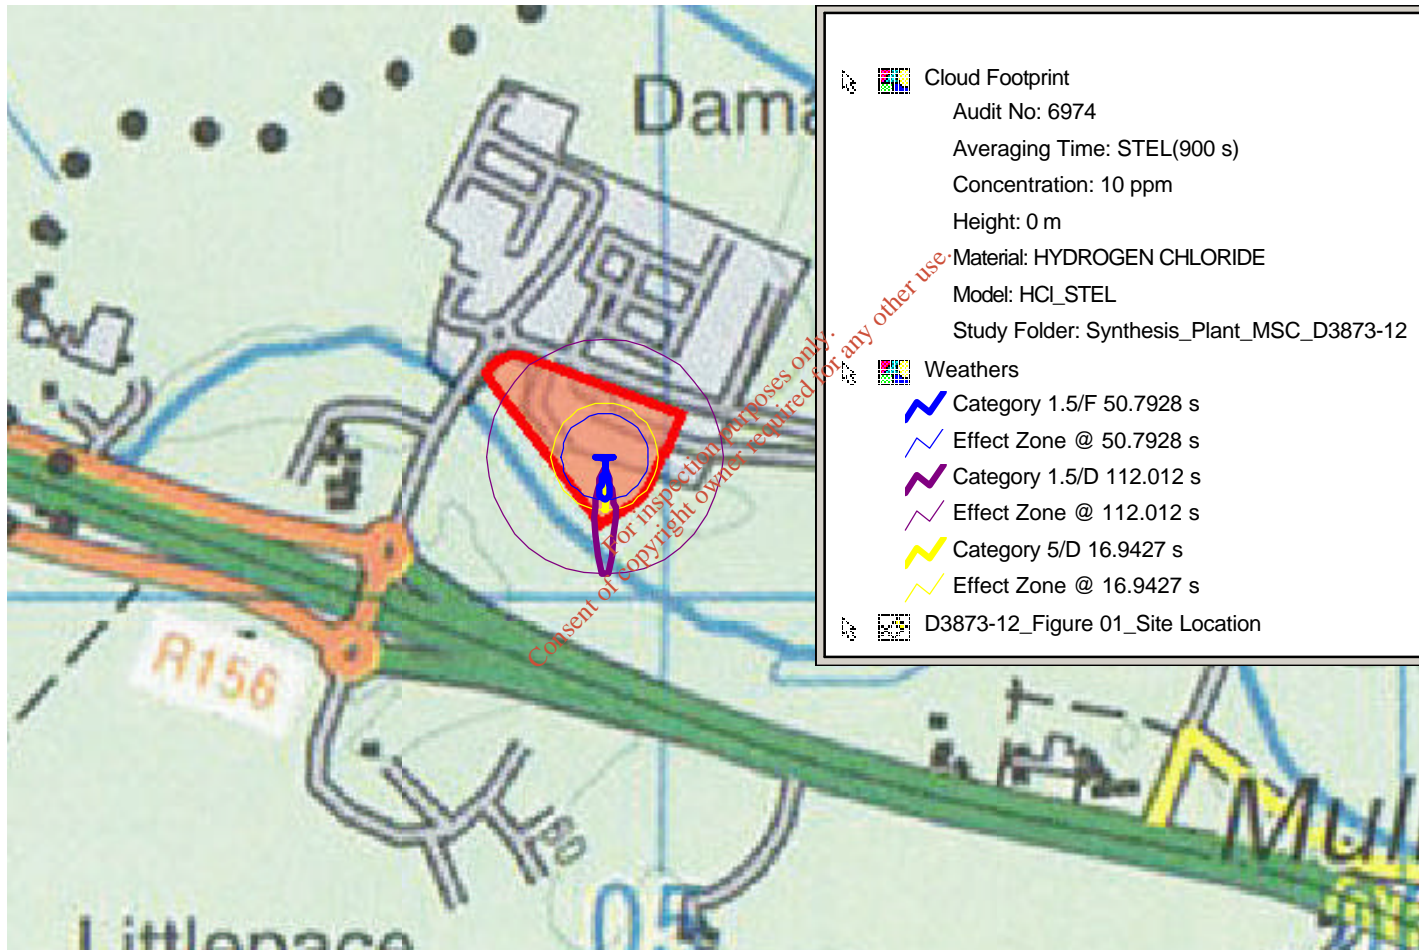 Dama
Cloud Footprint
Audit No: 6974
Averaging Time: STEL(900 s)
Concentration: 10 ppm
Height: 0 m
Material: HYDROGEN CHLORIDE
Model: HCl_STEL
Study Folder: Synthesis_Plant_MSC_D3873-12
Weathers
Category 1.5/F 50.7928 s
Effect Zone @ 50.7928 s
Category 1.5/D 112.012 s
Effect Zone @ 112.012 s
Category 5/D 16.9427 s
Effect Zone @ 16.9427 s
D3873-12_Figure 01_Site Location
For inspection purposes only.
Consent of copyright owner required for any other use.
R156
60
Mul
05
Littlepace